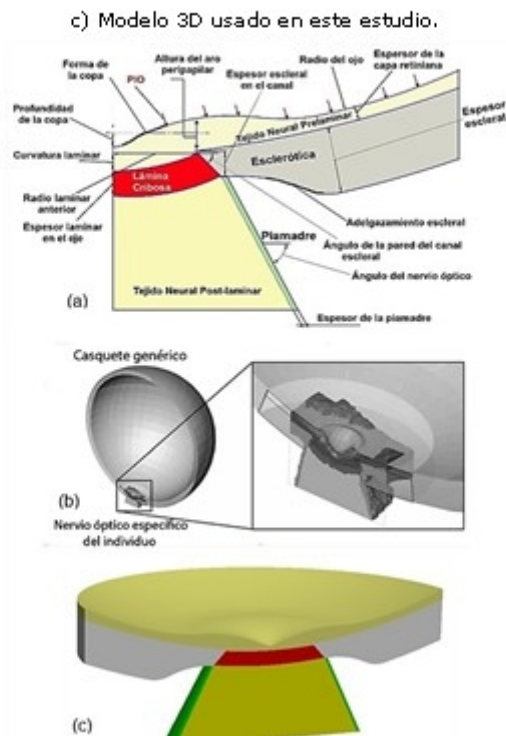 c) Modelo 3D usado en este estudio.
Forma de
la copa
PIO
Altura del aro
peripapilar
Espesor escleral
en el canal
Radio del ojo
Espersor de la
capa retiniana
Profundidad
de la copa
Espesor
escleral
Tejido Neural Prelaminar
Esclerótica
Curvatura laminar
Lámina
Cribosa
Radio laminar
anterior
Espesor laminar
en el eje
Adelgazamiento escleral
Piamadre
Ángulo de la pared del canal
escleral
Ángulo del nervio óptico
Tejido Neural Post-laminar
(a)
Espesor de la piamadre
Casquete genérico
(b)
Nervio óptico específico
del individuo
(c)